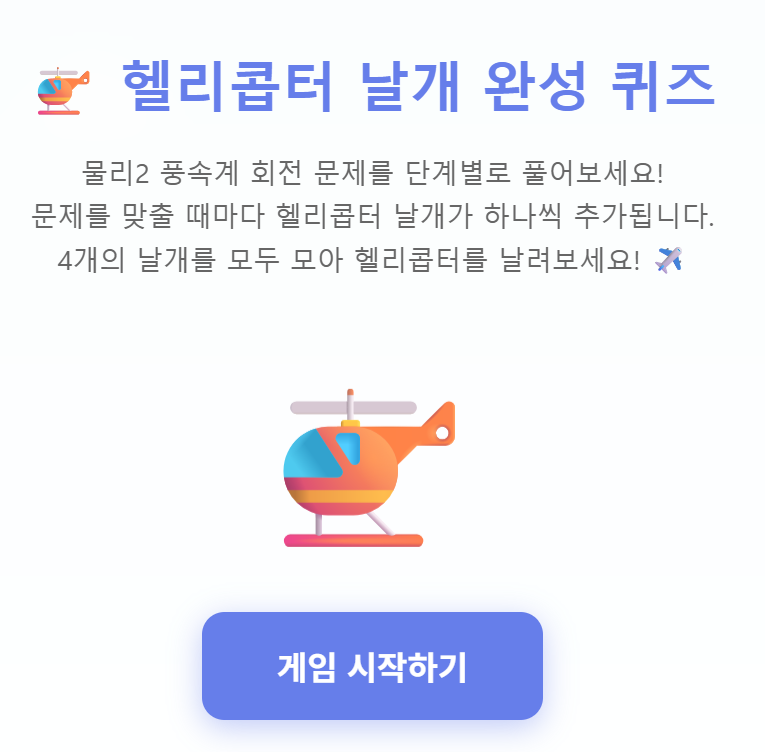 헬리콥터 날개 완성 퀴즈
물리2 풍속계 회전 문제를 단계별로 풀어보세요!
문제를 맞출 때마다 헬리콥터 날개가 하나씩 추가됩니다.
4개의 날개를 모두 모아 헬리콥터를 날려보세요!
게임 시작하기